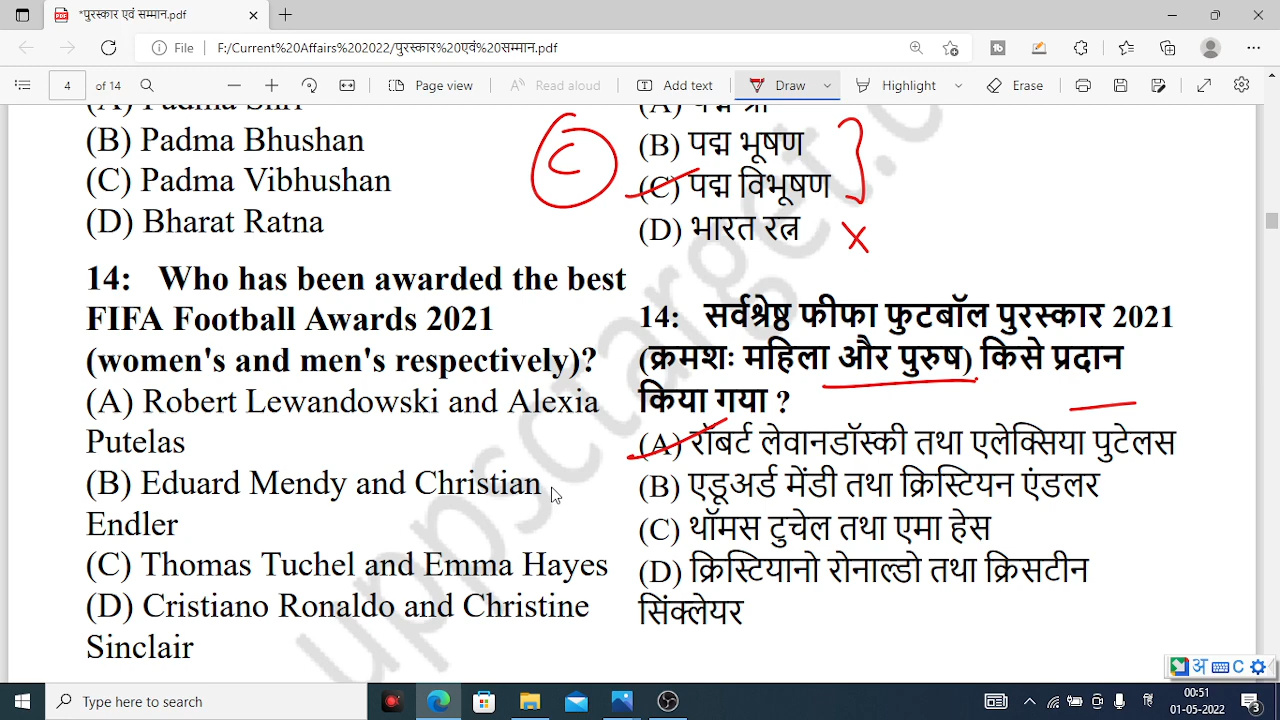 *पुरस्कार एवं सम्मान.pdf
File F:/Current%20Affairs%202022/पुरस्कार%20एवं%20सम्मान.pdf
4 of 14 Page view Read aloud Add text Draw Highlight Erase
(A) Padma Shri
(B) Padma Bhushan
(C) Padma Vibhushan
(D) Bharat Ratna
14: Who has been awarded the best
FIFA Football Awards 2021
(women's and men's respectively)?
(A) Robert Lewandowski and Alexia
Putelas
(B) Eduard Mendy and Christian
Endler
(C) Thomas Tuchel and Emma Hayes
(D) Cristiano Ronaldo and Christine
Sinclair
C
(A) पद्म श्री
(B) पद्म भूषण
(C) पद्म विभूषण
(D) भारत रत्न
14: सर्वश्रेष्ठ फीफा फुटबॉल पुरस्कार 2021
(क्रमशः महिला और पुरुष) किसे प्रदान
किया गया ?
(A) रॉबर्ट लेवानडॉस्की तथा एलेक्सिया पुटेलस
(B) एडूअर्ड मेंडी तथा क्रिस्टियन एंडलर
(C) थॉमस टुचेल तथा एमा हेस
(D) क्रिस्टियानो रोनाल्डो तथा क्रिसटीन
सिंक्लेयर
uppsctarget.c
अ C
Type here to search
हि
00:51
01-05-2022
3